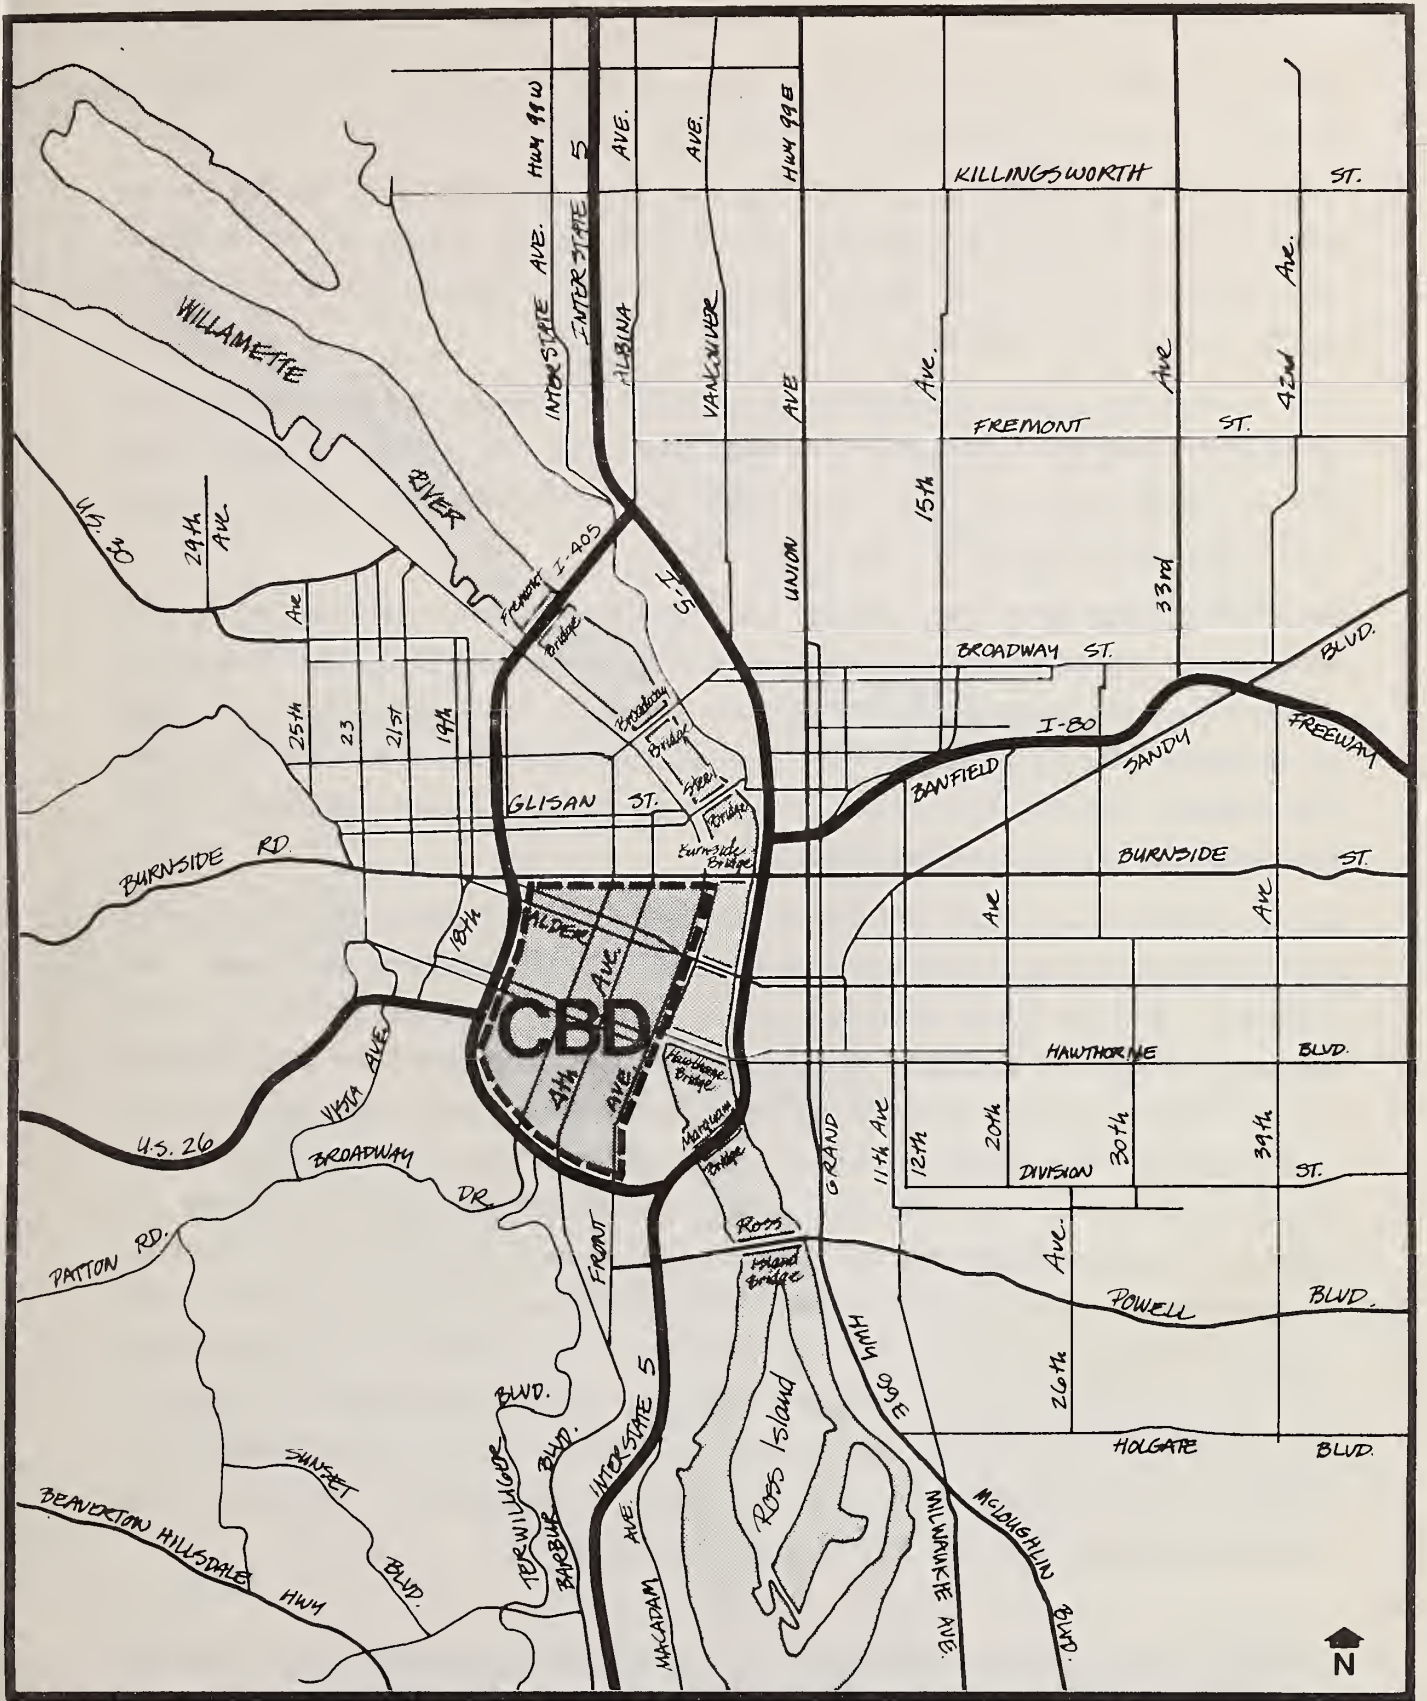 HWY 99W
INTERSTATE AVE.
INTERSTATE 5
ALBINA AVE.
VANCOUVER AVE.
HWY 99E
UNION AVE
KILLINGSWORTH ST.
15th Ave.
33rd Ave
42nd Ave.
FREMONT ST.
WILLAMETTE
RIVER
U.S. 30
29th Ave.
I-405
I-5
Fremont
Bridge
25th Ave
23
21st
19th
BROADWAY ST.
Broadway
Bridge
Steel
Bridge
Burnside
Bridge
GLISAN ST.
I-80
BANFIELD
FREEWAY
SANDY BLVD.
BURNSIDE RD.
BURNSIDE ST.
18th
ALDER
4th Ave.
AVE
CBD
Hawthorne
Bridge
HAWTHORNE BLVD.
Marquam
Bridge
VISTA AVE.
U.S. 26
BROADWAY DR.
PATTON RD.
GRAND
11th Ave
12th
20th Ave
30th
39th Ave
DIVISION ST.
FRONT
Ross
Island
Bridge
POWELL BLVD.
26th Ave.
HWY 99E
Ross Island
INTERSTATE 5
HOLGATE BLVD.
SUNSET BLVD.
BEAVERTON HILLSDALE HWY
TERWILLIGER BLVD.
BARBUR BLVD.
MACADAM AVE.
MILWAUKIE AVE.
McLOUGHLIN BLVD.
N